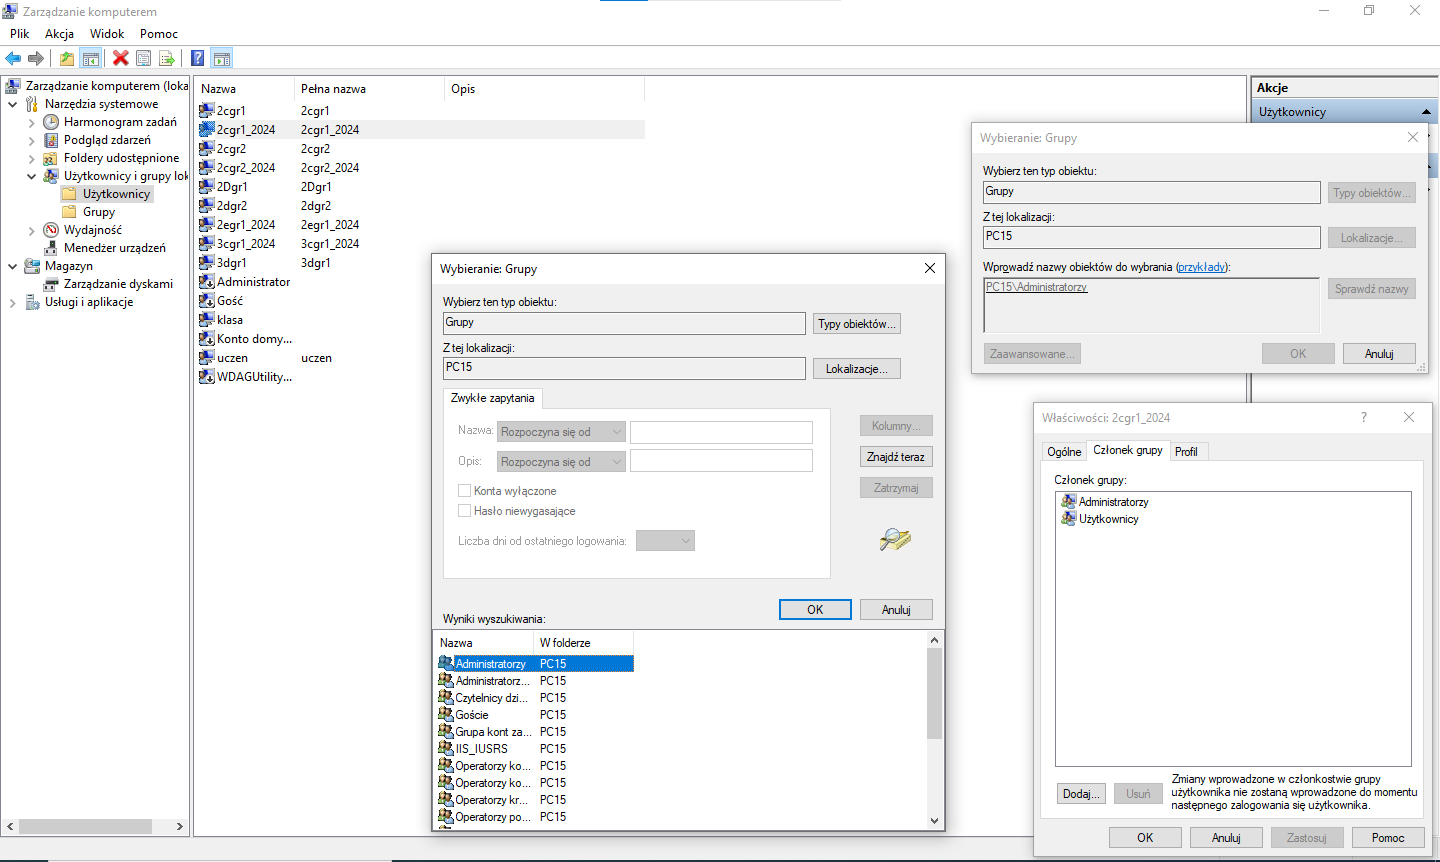 Zarządzanie komputerem
Plik Akcja Widok Pomoc
Zarządzanie komputerem (loka
Narzędzia systemowe
Harmonogram zadań
Podgląd zdarzeń
Foldery udostępnione
Użytkownicy i grupy lok
Użytkownicy
Grupy
Wydajność
Menedżer urządzeń
Magazyn
Zarządzanie dyskami
Usługi i aplikacje
Nazwa Pełna nazwa Opis
2cgr1 2cgr1
2cgr1_2024 2cgr1_2024
2cgr2 2cgr2
2cgr2_2024 2cgr2_2024
2Dgr1 2Dgr1
2dgr2 2dgr2
2egr1_2024 2egr1_2024
3cgr1_2024 3cgr1_2024
3dgr1 3dgr1
Administrator
Gość
klasa
Konto domy...
uczen uczen
WDAGUtility...
Akcje
Użytkownicy
Wybieranie: Grupy
Wybierz ten typ obiektu:
Grupy
Typy obiektów...
Z tej lokalizacji:
PC15
Lokalizacje...
Zwykłe zapytania
Nazwa: Rozpoczyna się od
Opis: Rozpoczyna się od
Konta wyłączone
Hasło niewygasające
Liczba dni od ostatniego logowania:
Kolumny...
Znajdź teraz
Zatrzymaj
OK Anuluj
Wyniki wyszukiwania:
Nazwa W folderze
Administratorzy PC15
Administratorz... PC15
Czytelnicy dzi... PC15
Goście PC15
Grupa kont za... PC15
IIS_IUSRS PC15
Operatorzy ko... PC15
Operatorzy ko... PC15
Operatorzy kr... PC15
Operatorzy po... PC15
Wybieranie: Grupy
Wybierz ten typ obiektu:
Grupy
Typy obiektów...
Z tej lokalizacji:
PC15
Lokalizacje...
Wprowadź nazwy obiektów do wybrania (przykłady):
PC15\Administratorzy
Sprawdź nazwy
Zaawansowane... OK Anuluj
Właściwości: 2cgr1_2024 ?
Ogólne Członek grupy Profil
Członek grupy:
Administratorzy
Użytkownicy
Dodaj... Usuń
Zmiany wprowadzone w członkostwie grupy
użytkownika nie zostaną wprowadzone do momentu
następnego zalogowania się użytkownika.
OK Anuluj Zastosuj Pomoc